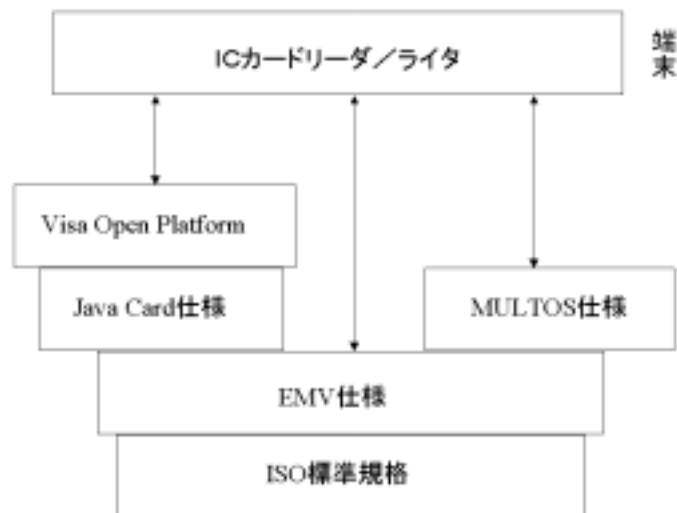 ICカードリーダ／ライタ
端末
Visa Open Platform
Java Card仕様
MULTOS仕様
EMV仕様
ISO標準規格